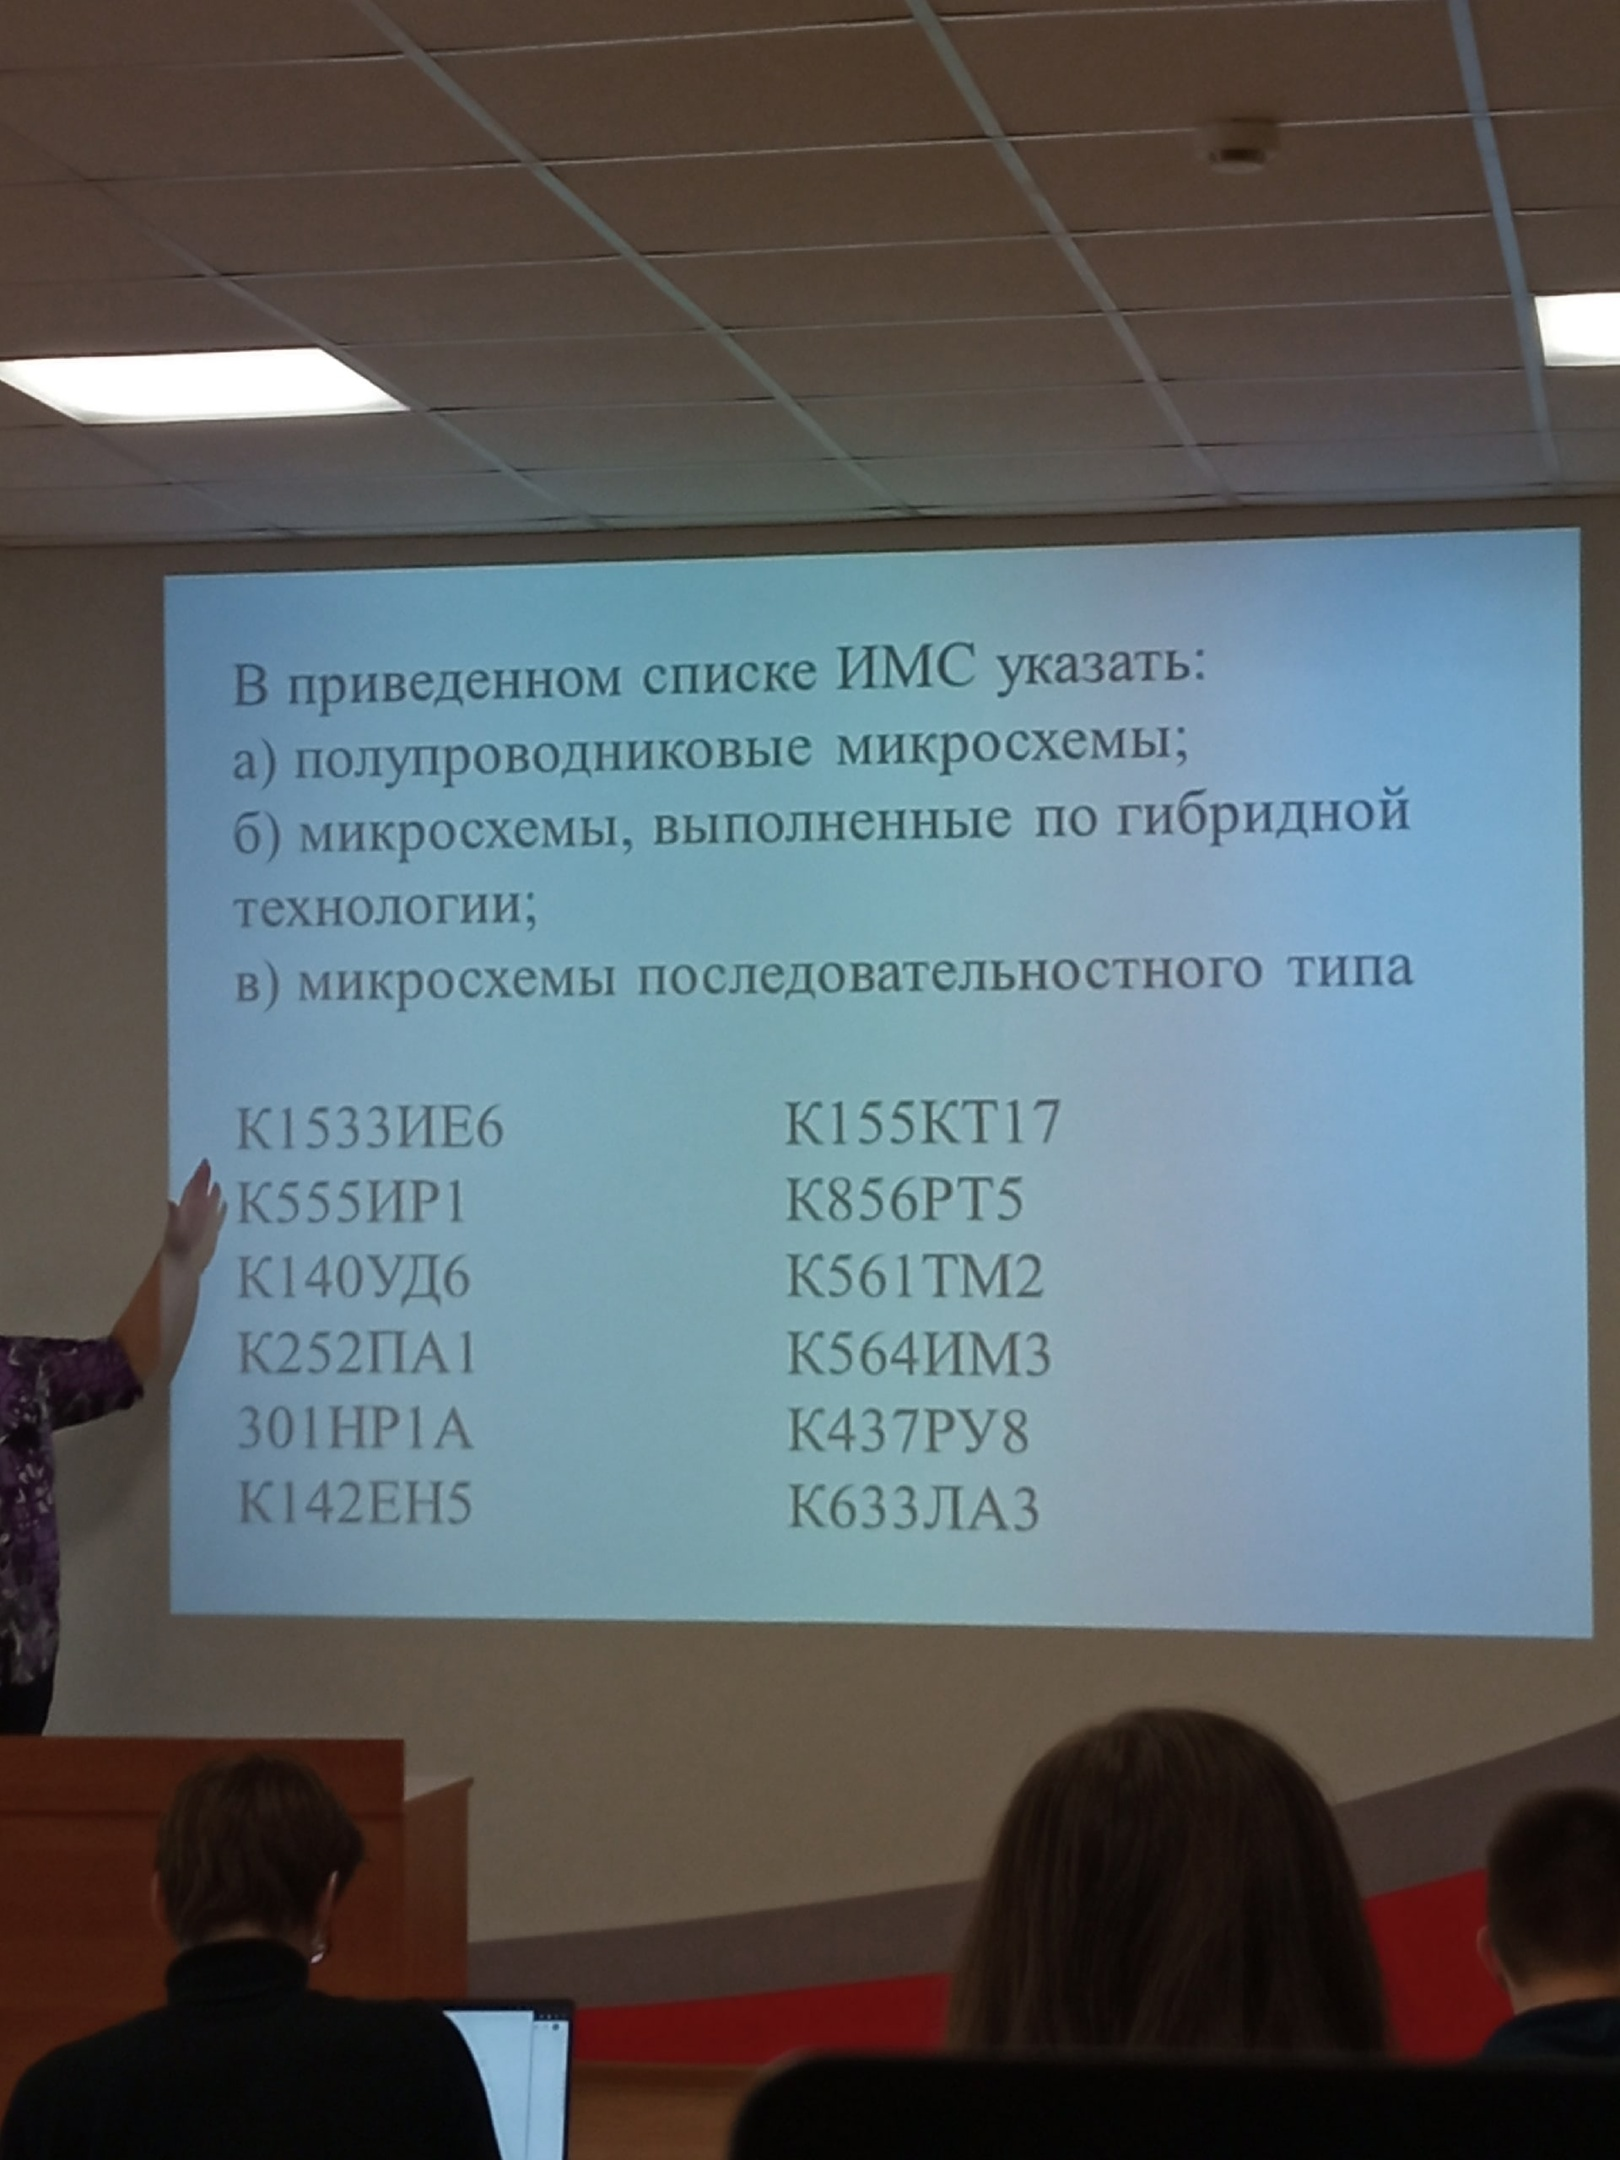 В приведенном списке ИМС указать:
а) полупроводниковые микросхемы;
б) микросхемы, выполненные по гибридной
технологии;
в) микросхемы последовательностного типа
К1533ИЕ6
К555ИР1
К140УД6
К252ПА1
301НР1А
К142ЕН5
К155КТ17
К856РТ5
К561ТМ2
К564ИМ3
К437РУ8
К633ЛА3